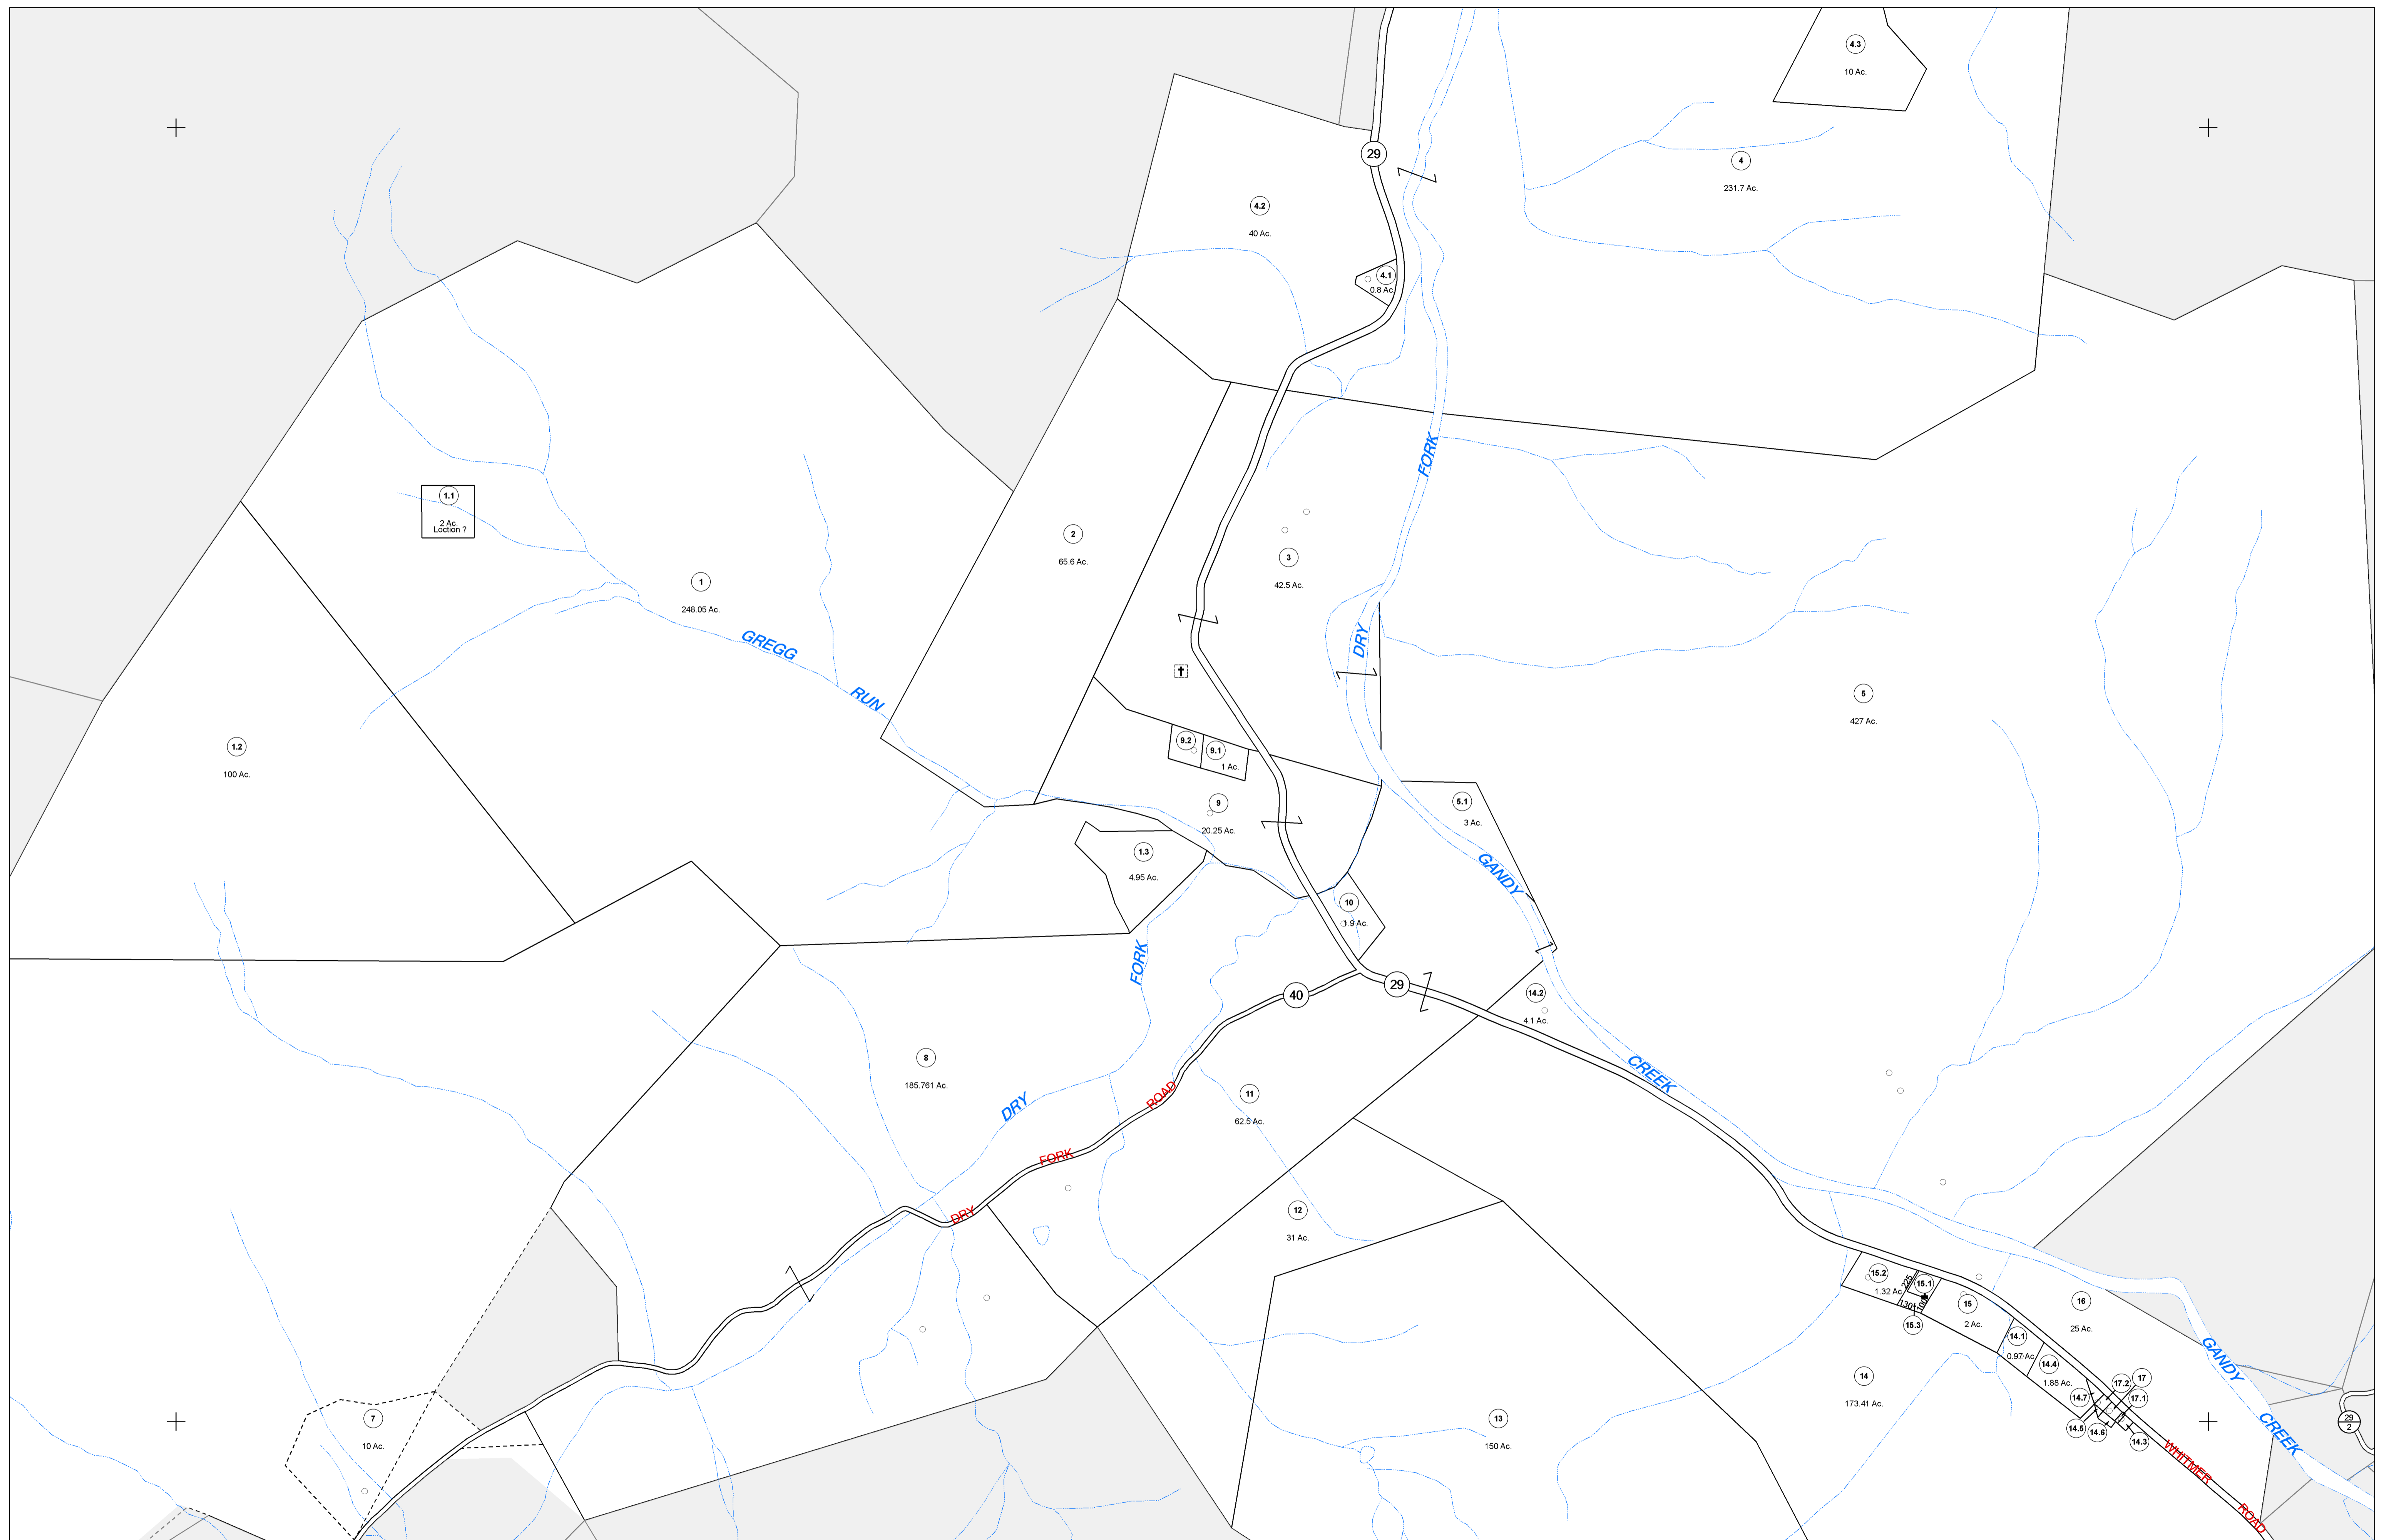 4.3
10 Ac.
29
4
231.7 Ac.
4.2
40 Ac.
4.1
0.8 Ac.
FORK
1.1
2 Ac.
Loction ?
2
65.6 Ac.
3
42.5 Ac.
1
248.05 Ac.
GREGG
RUN
DRY
5
427 Ac.
1.2
100 Ac.
9.2
9.1
1 Ac.
9
20.25 Ac.
5.1
3 Ac.
1.3
4.95 Ac.
GANDY
10
1.9 Ac.
FORK
40
29
14.2
4.1 Ac.
8
185.761 Ac.
DRY
ROAD
11
62.5 Ac.
CREEK
FORK
DRY
12
31 Ac.
15.2
1.32 Ac.
225
15.1
130
100
15.3
15
2 Ac.
16
25 Ac.
14.1
0.97 Ac.
14.4
1.88 Ac.
GANDY
14
173.41 Ac.
17.2
17
14.7
17.1
14.5
14.6
14.3
7
10 Ac.
13
150 Ac.
29
2
CREEK
WHITMER
ROAD